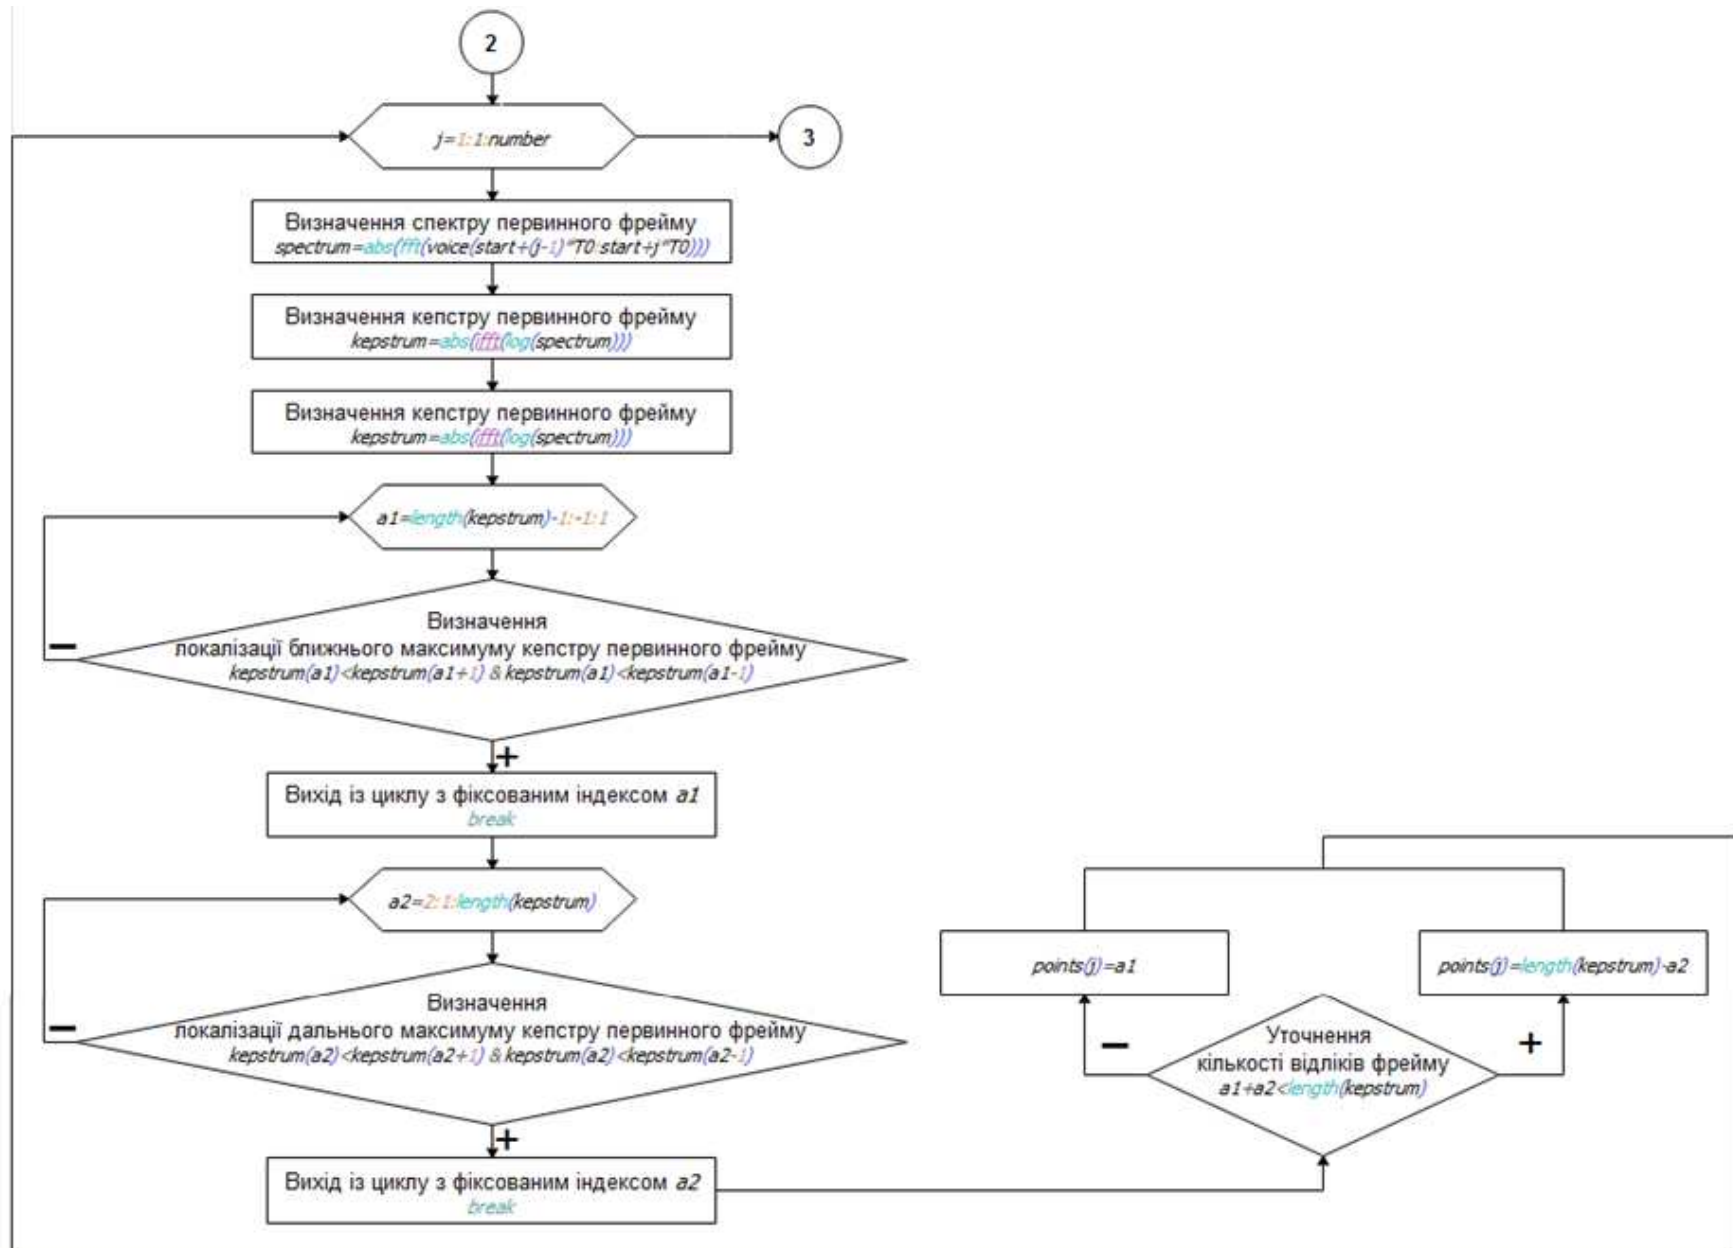 2
j=1:1:number
3
Визначення спектру первинного фрейму
spectrum=abs(fft(voice(start+(j-1)*T0:start+j*T0)))
Визначення кепстру первинного фрейму
kepstrum=abs(ifft(log(spectrum)))
Визначення кепстру первинного фрейму
kepstrum=abs(ifft(log(spectrum)))
a1=length(kepstrum)-1:-1:1
Визначення
локалізації ближнього максимуму кепстру первинного фрейму
kepstrum(a1)<kepstrum(a1+1) & kepstrum(a1)<kepstrum(a1-1)
−
+
Вихід із циклу з фіксованим індексом a1
break
a2=2:1:length(kepstrum)
Визначення
локалізації дальнього максимуму кепстру первинного фрейму
kepstrum(a2)<kepstrum(a2+1) & kepstrum(a2)<kepstrum(a2-1)
−
+
Вихід із циклу з фіксованим індексом a2
break
points(j)=a1
points(j)=length(kepstrum)-a2
−
+
Уточнення
кількості відліків фрейму
a1+a2<length(kepstrum)